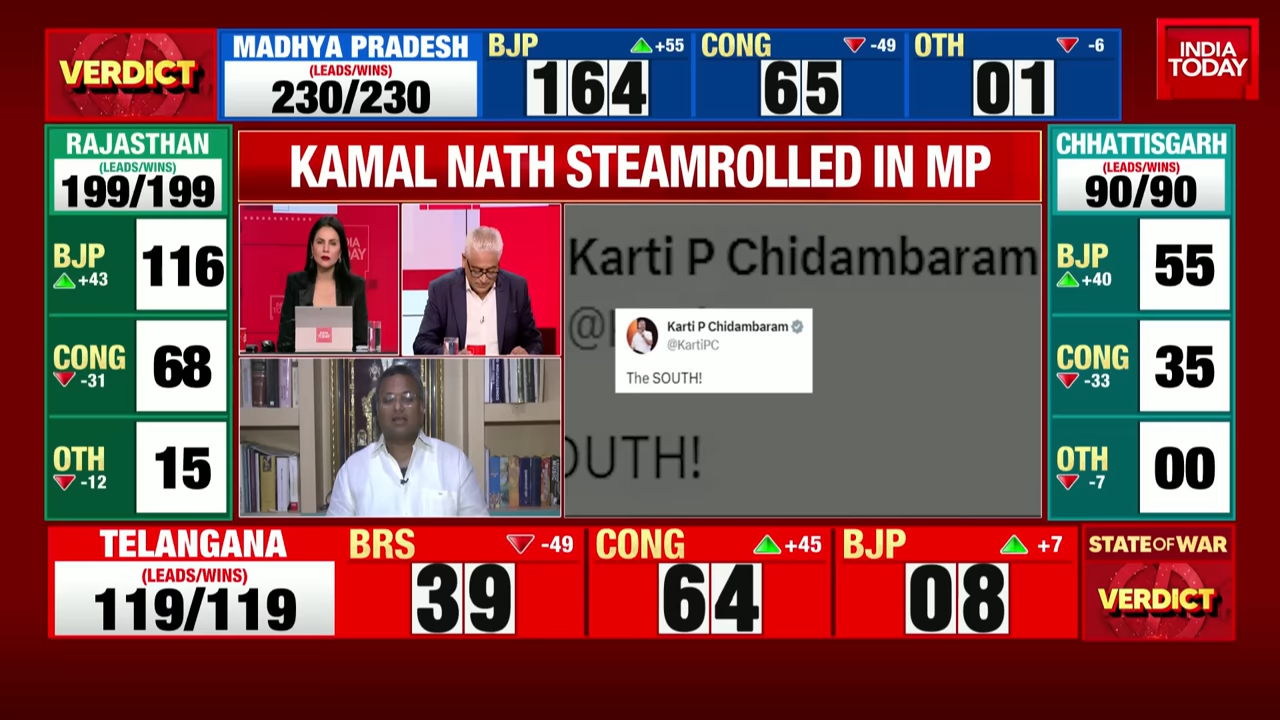 VERDICT
MADHYA PRADESH
(LEADS/WINS)
230/230
BJP
+55
164
CONG
-49
65
OTH
-6
01
INDIA
TODAY
RAJASTHAN
(LEADS/WINS)
199/199
BJP
+43
116
CONG
-31
68
OTH
-12
15
KAMAL NATH STEAMROLLED IN MP
Karti P Chidambaram
Karti P Chidambaram
@KartiPC
The SOUTH!
OUTH!
CHHATTISGARH
(LEADS/WINS)
90/90
BJP
+40
55
CONG
-33
35
OTH
-7
00
TELANGANA
(LEADS/WINS)
119/119
BRS
-49
39
CONG
+45
64
BJP
+7
08
STATE OF WAR
VERDICT